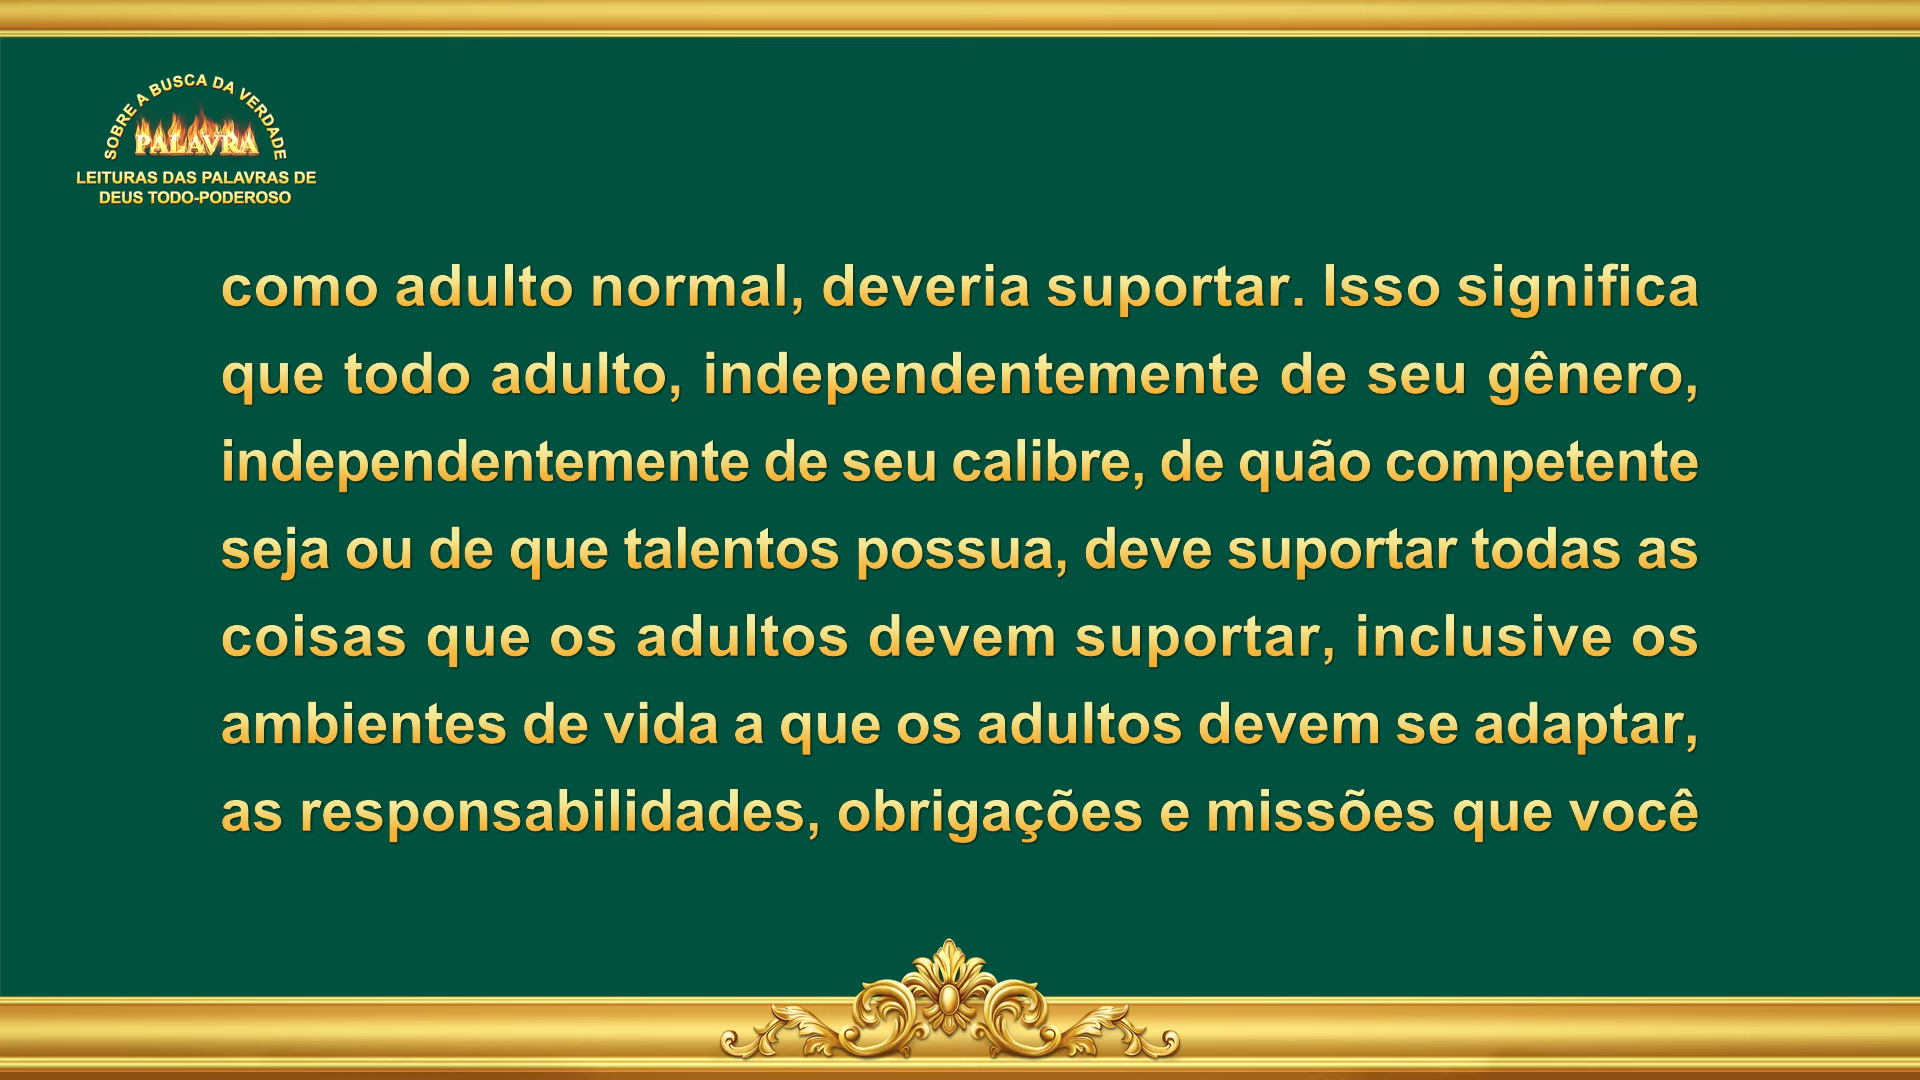 SOBRE A BUSCA DA VERDADE
PALAVRA
LEITURAS DAS PALAVRAS DE
DEUS TODO-PODEROSO
como adulto normal, deveria suportar. Isso significa
que todo adulto, independentemente de seu gênero,
independentemente de seu calibre, de quão competente
seja ou de que talentos possua, deve suportar todas as
coisas que os adultos devem suportar, inclusive os
ambientes de vida a que os adultos devem se adaptar,
as responsabilidades, obrigações e missões que você